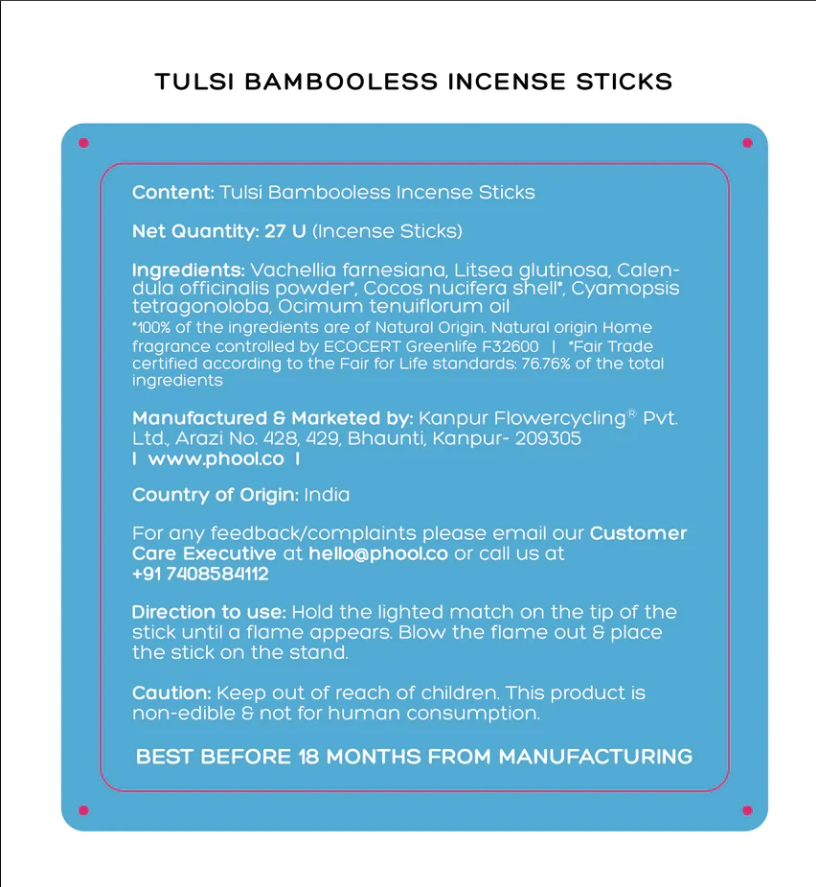 TULSI BAMBOOLESS INCENSE STICKS
Content: Tulsi Bambooless Incense Sticks
Net Quantity: 27 U (Incense Sticks)
Ingredients: Vachellia farnesiana, Litsea glutinosa, Calen-
dula officinalis powder*, Cocos nucifera shell*, Cyamopsis
tetragonoloba, Ocimum tenuiflorum oil
*100% of the ingredients are of Natural Origin. Natural origin Home
fragrance controlled by ECOCERT Greenlife F32600 | *Fair Trade
certified according to the Fair for Life standards: 76.76% of the total
ingredients
Manufactured & Marketed by: Kanpur Flowercycling® Pvt.
Ltd., Arazi No. 428, 429, Bhaunti, Kanpur- 209305
| www.phool.co |
Country of Origin: India
For any feedback/complaints please email our Customer
Care Executive at hello@phool.co or call us at
+91 7408584112
Direction to use: Hold the lighted match on the tip of the
stick until a flame appears. Blow the flame out & place
the stick on the stand.
Caution: Keep out of reach of children. This product is
non-edible & not for human consumption.
BEST BEFORE 18 MONTHS FROM MANUFACTURING